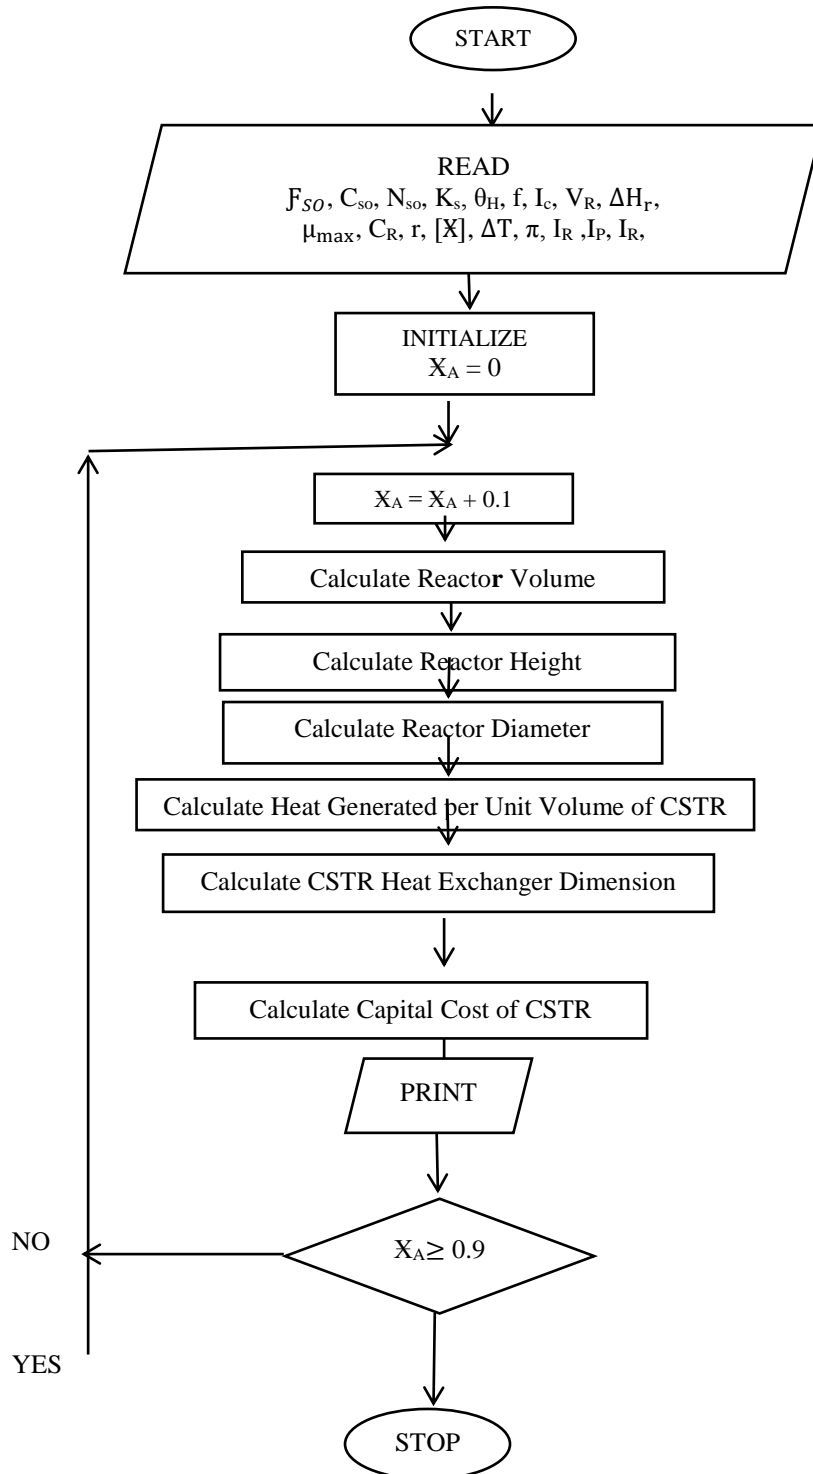 START
READ
Ƒ_SO, C_so, N_so, K_s, θ_H, f, I_c, V_R, ΔH_r,
μ_max, C_R, r, [Ӿ], ΔT, π, I_R ,I_P, I_R,
INITIALIZE
Ӿ_A = 0
Ӿ_A = Ӿ_A + 0.1
Calculate Reactor Volume
Calculate Reactor Height
Calculate Reactor Diameter
Calculate Heat Generated per Unit Volume of CSTR
Calculate CSTR Heat Exchanger Dimension
Calculate Capital Cost of CSTR
PRINT
Ӿ_A ≥ 0.9
NO
YES
STOP